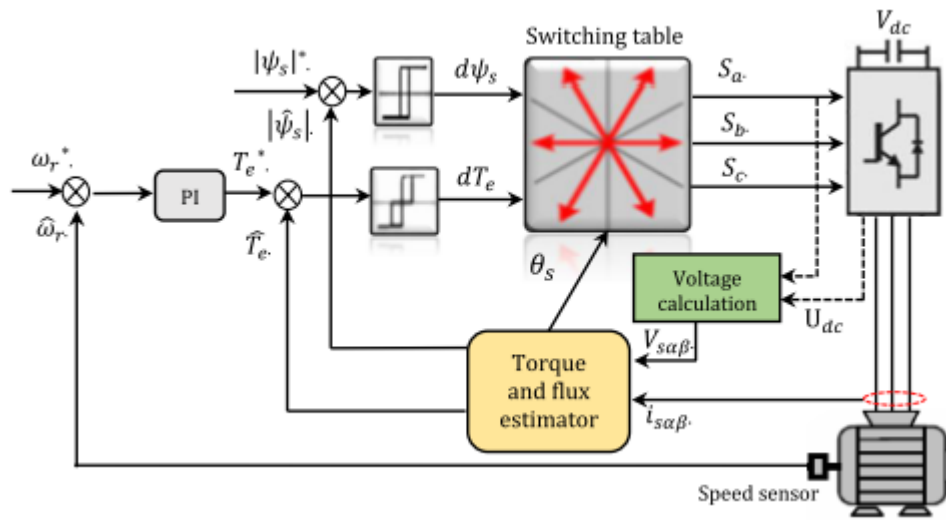 V_dc
Switching table
|ψ_s|*.
dψ_s
S_a.
|ψ̂_s|.
S_b.
ω_r*.
T_e*.
dT_e
S_c.
PI
ω̂_r.
T̂_e.
θ_s
Voltage
calculation
U_dc
V_sαβ.
Torque
and flux
estimator
i_sαβ.
Speed sensor